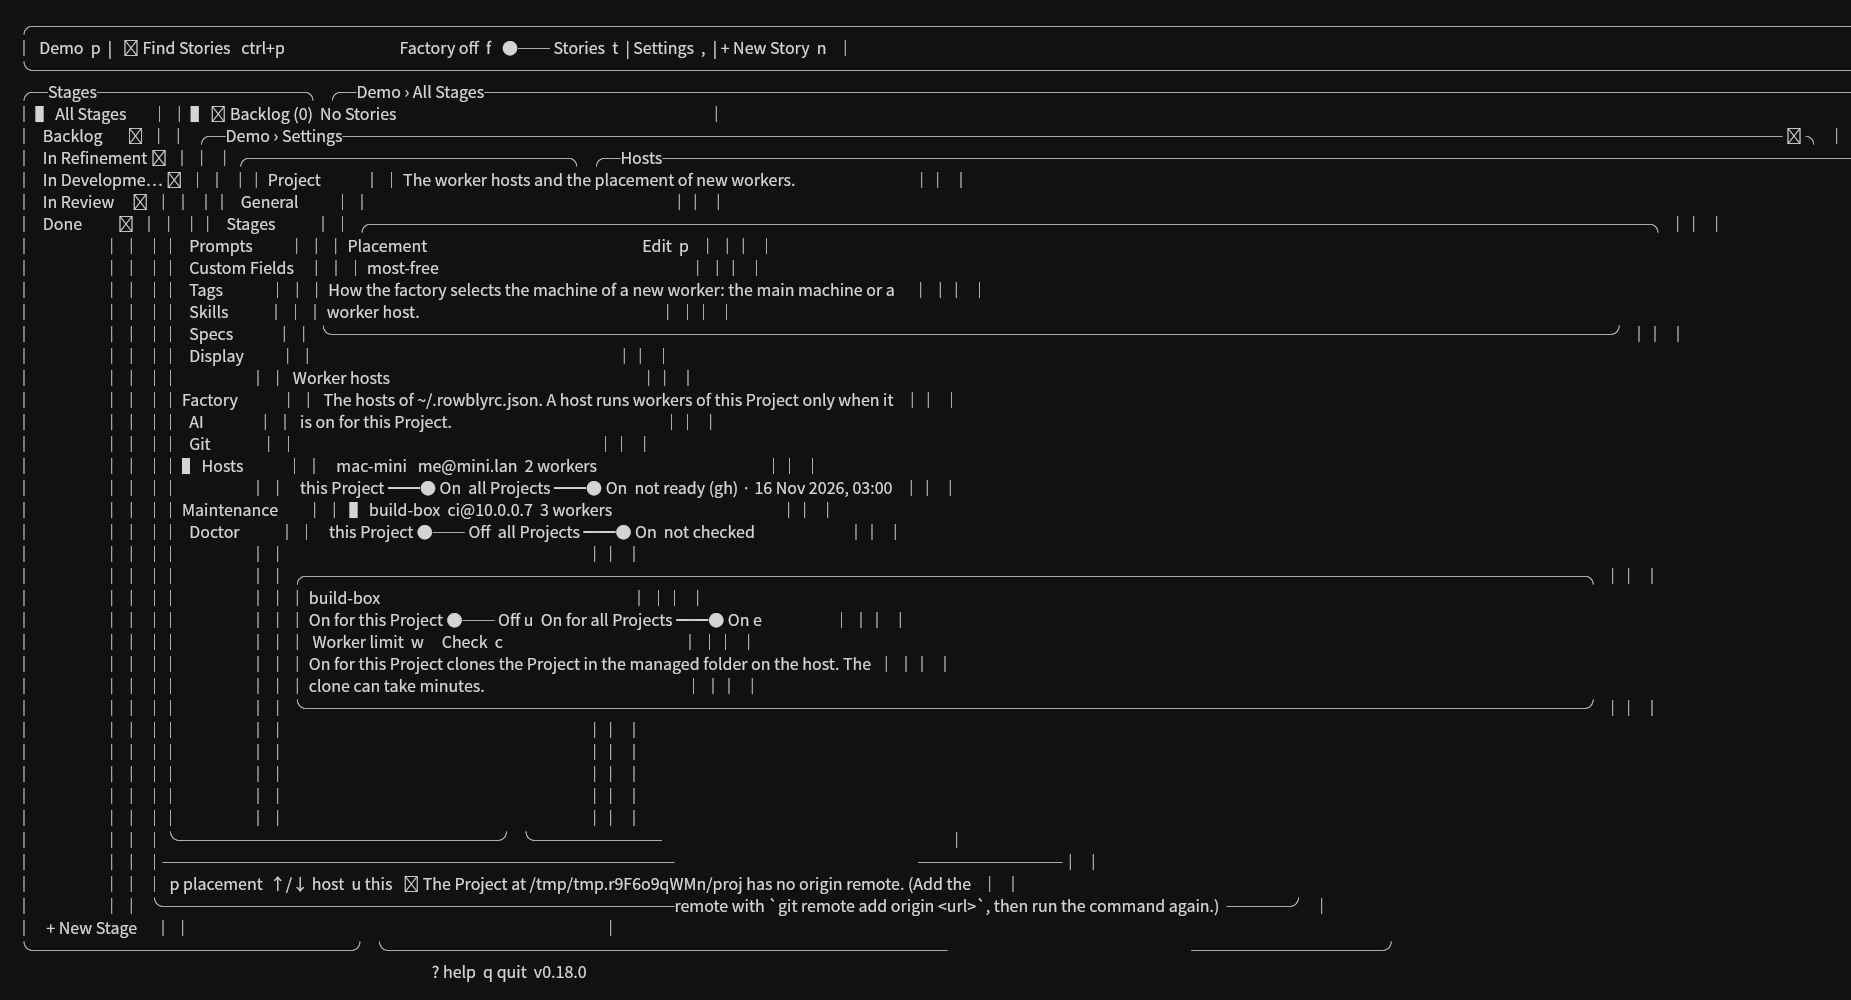 Demo p | Find Stories ctrl+p Factory off f Stories t | Settings , | + New Story n
Stages Demo › All Stages
All Stages Backlog (0) No Stories
Backlog Demo › Settings
In Refinement Hosts
In Developme… Project The worker hosts and the placement of new workers.
In Review General
Done Stages
Prompts Placement Edit p
Custom Fields most-free
Tags How the factory selects the machine of a new worker: the main machine or a
Skills worker host.
Specs
Display
Worker hosts
Factory The hosts of ~/.rowblyrc.json. A host runs workers of this Project only when it
AI is on for this Project.
Git
Hosts mac-mini me@mini.lan 2 workers
this Project On all Projects On not ready (gh) · 16 Nov 2026, 03:00
Maintenance build-box ci@10.0.0.7 3 workers
Doctor this Project Off all Projects On not checked
build-box
On for this Project Off u On for all Projects On e
Worker limit w Check c
On for this Project clones the Project in the managed folder on the host. The
clone can take minutes.
p placement ↑/↓ host u this The Project at /tmp/tmp.r9F6o9qWMn/proj has no origin remote. (Add the
remote with `git remote add origin <url>`, then run the command again.)
+ New Stage
? help q quit v0.18.0